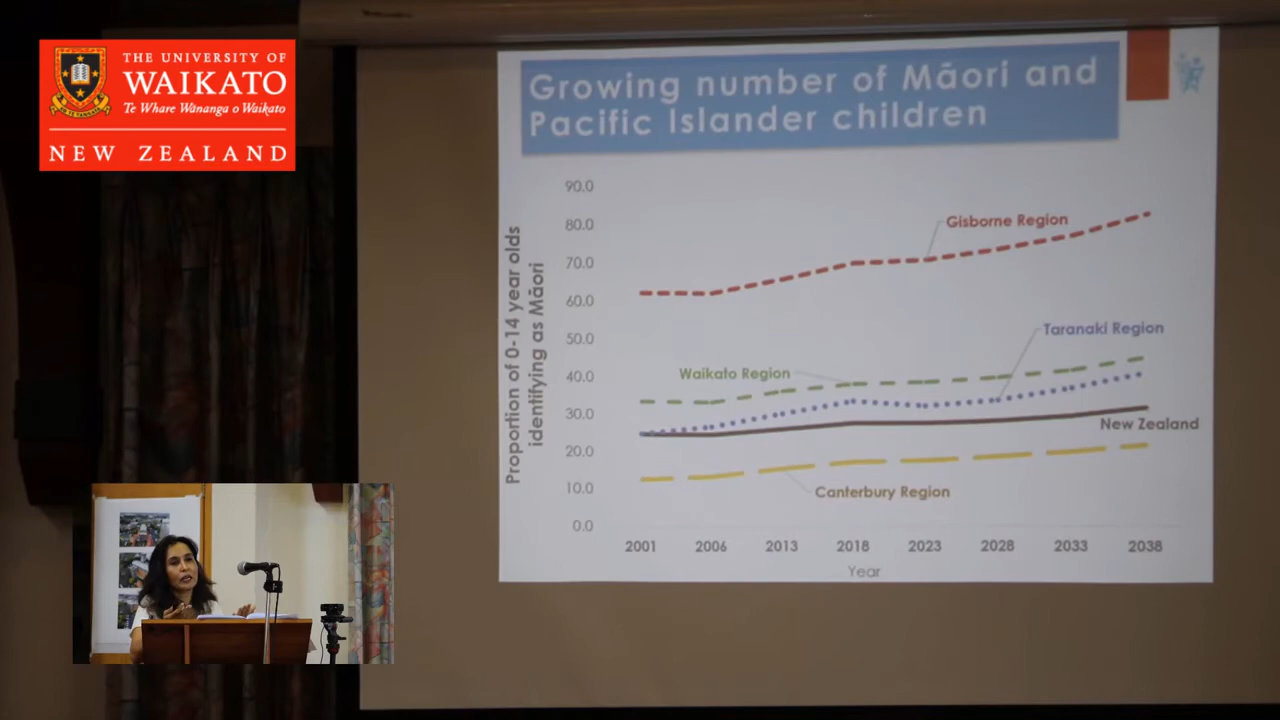 THE UNIVERSITY OF
WAIKATO
Te Whare Wānanga o Waikato
NEW ZEALAND
Growing number of Māori and
Pacific Islander children
Proportion of 0-14 year olds
identifying as Māori
90.0
80.0
70.0
60.0
50.0
40.0
30.0
20.0
10.0
0.0
Gisborne Region
Taranaki Region
Waikato Region
New Zealand
Canterbury Region
2001 2006 2013 2018 2023 2028 2033 2038
Year